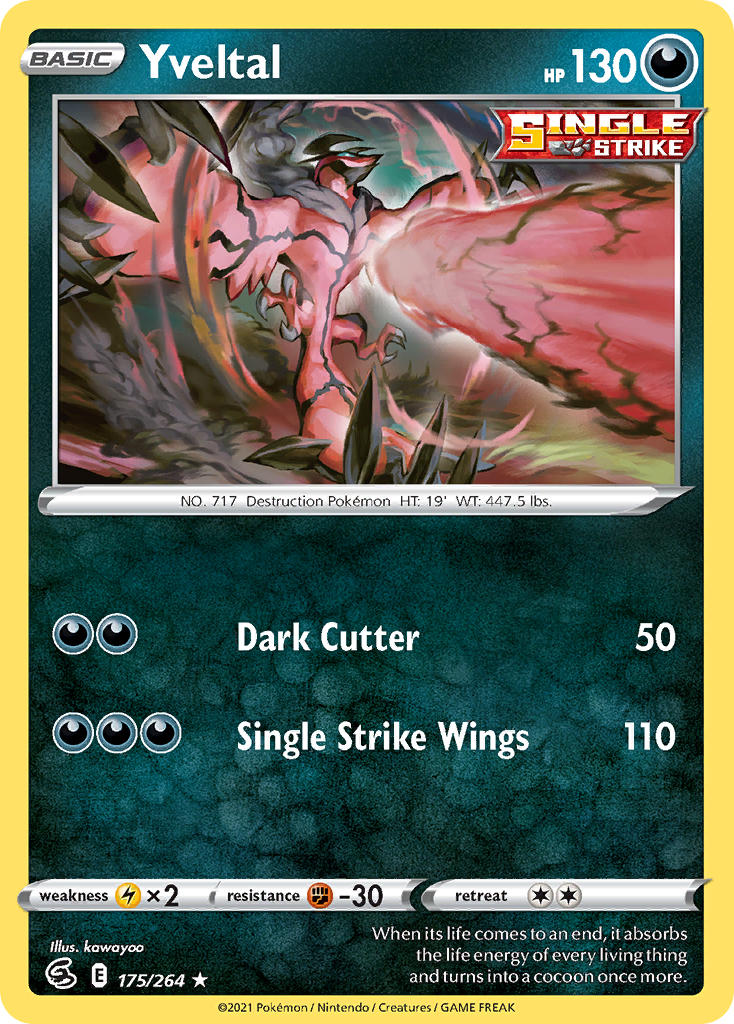 BASIC Yveltal HP 130
SINGLE
STRIKE
NO. 717 Destruction Pokémon HT: 19' WT: 447.5 lbs.
Dark Cutter 50
Single Strike Wings 110
weakness ×2 resistance -30 retreat
Illus. kawayoo
When its life comes to an end, it absorbs
the life energy of every living thing
and turns into a cocoon once more.
E 175/264 ★
©2021 Pokémon / Nintendo / Creatures / GAME FREAK